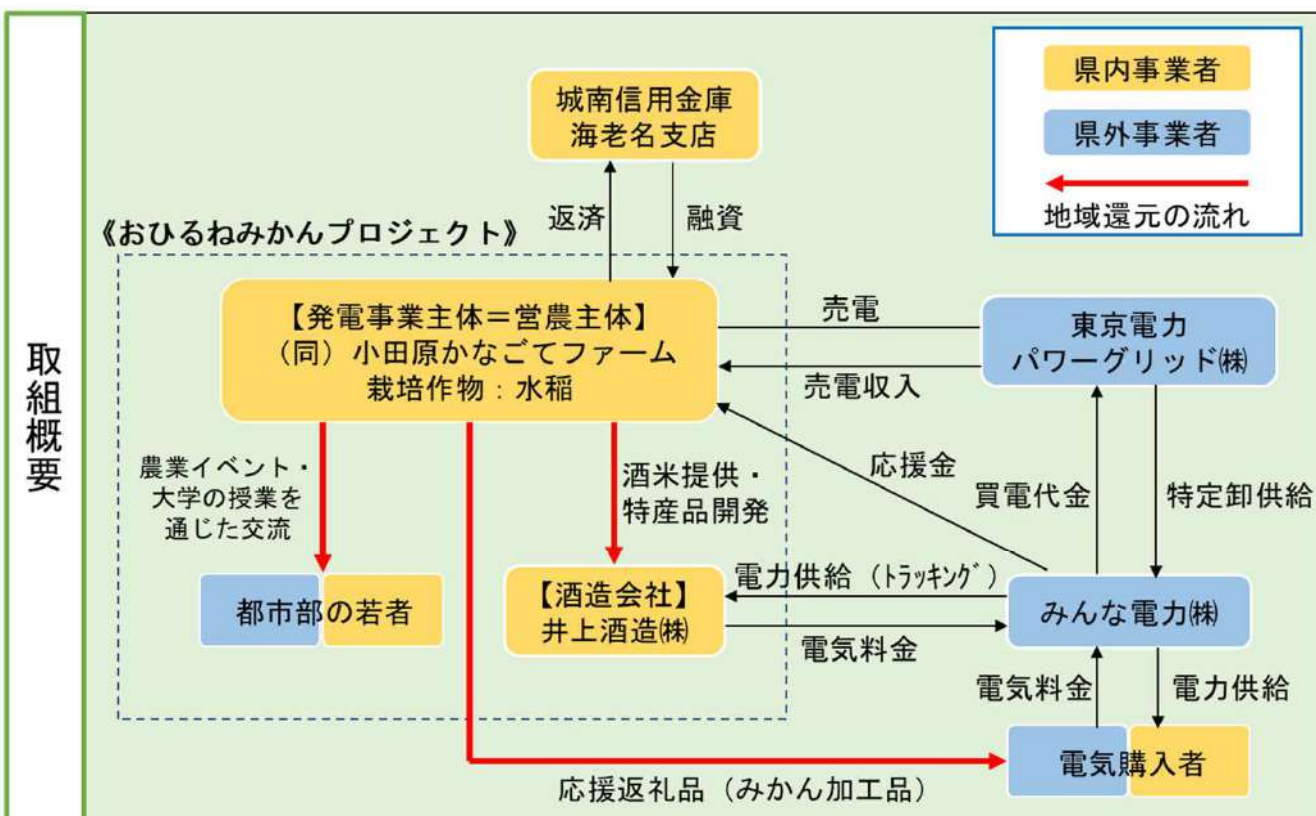 取組概要
県内事業者
県外事業者
地域還元の流れ
城南信用金庫
海老名支店
返済
融資
《おひるねみかんプロジェクト》
【発電事業主体＝営農主体】
（同）小田原かなごてファーム
栽培作物：水稲
売電
売電収入
東京電力
パワーグリッド㈱
応援金
買電代金
特定卸供給
農業イベント・
大学の授業を
通じた交流
酒米提供・
特産品開発
都市部の若者
【酒造会社】
井上酒造㈱
電力供給（ﾄﾗｯｷﾝｸﾞ）
電気料金
みんな電力㈱
電気料金
電力供給
電気購入者
応援返礼品（みかん加工品）